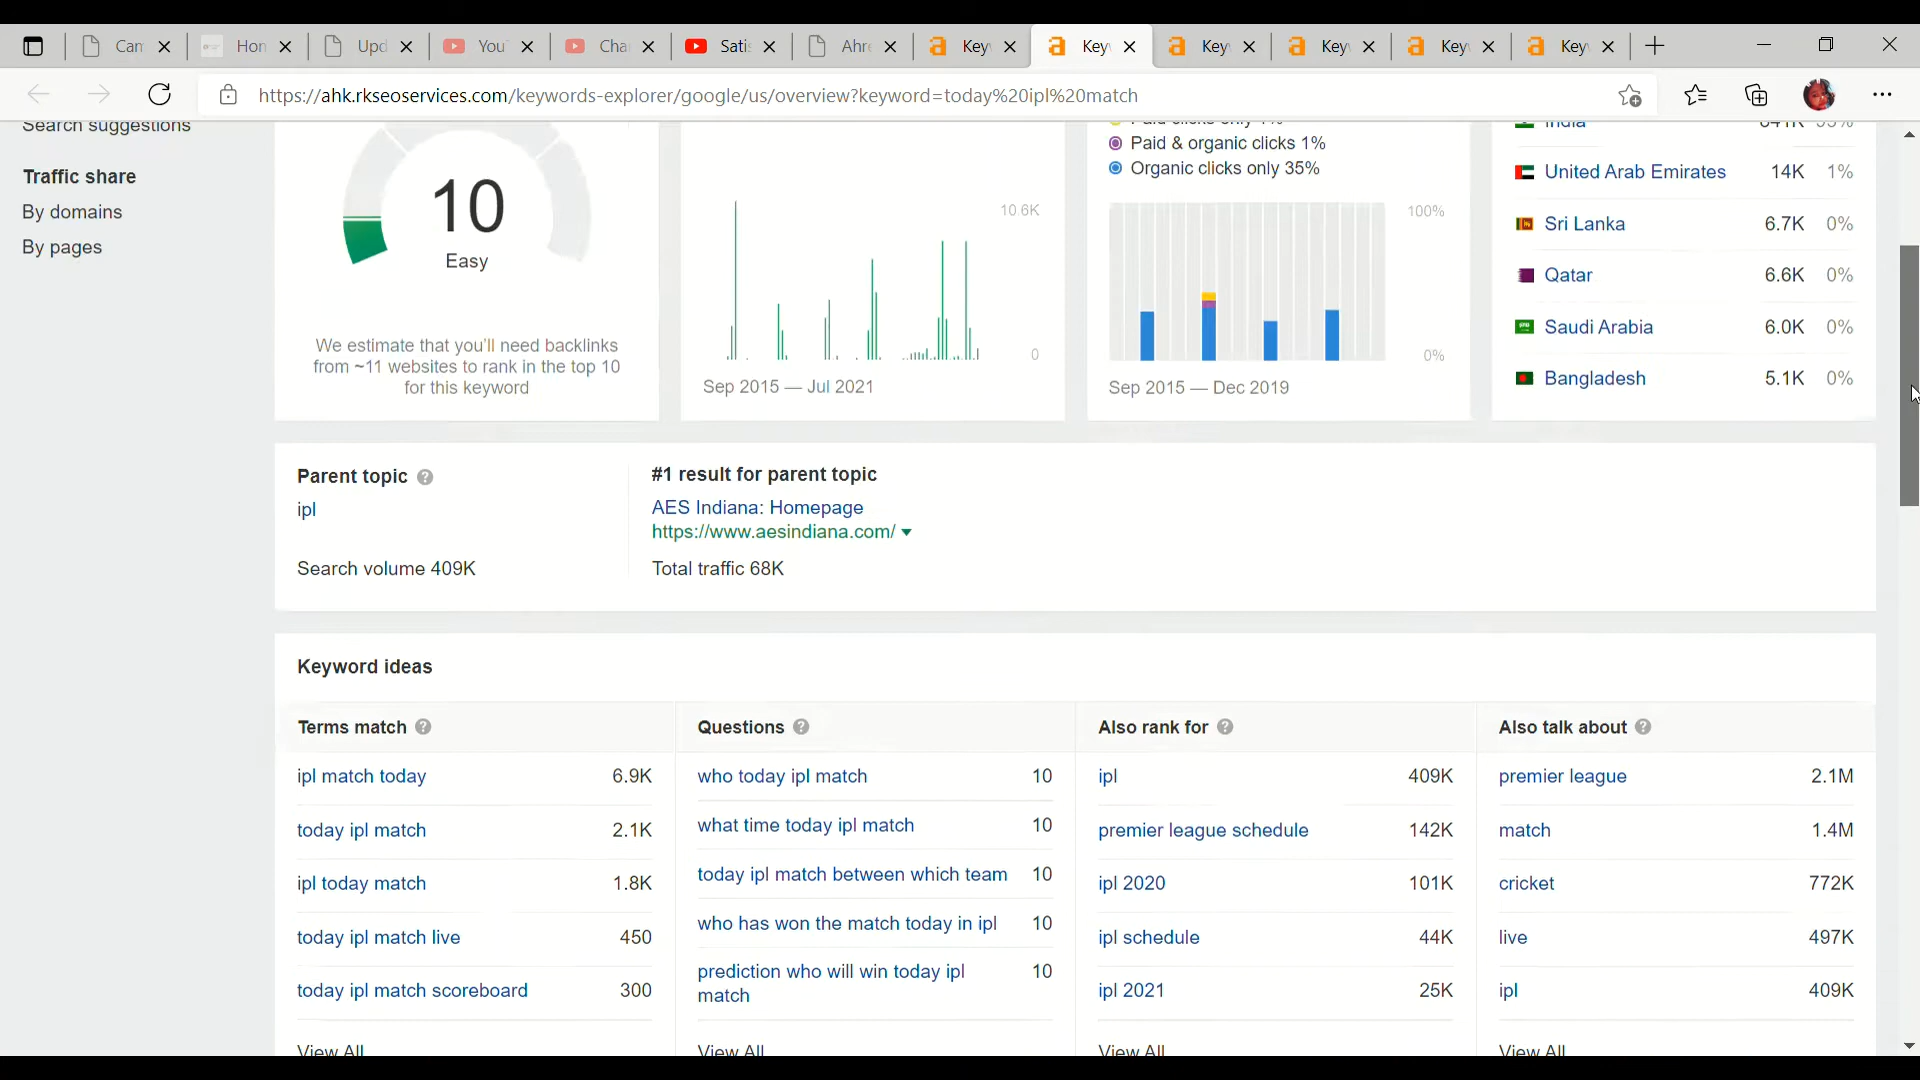 Can
Hon
Upd
You
Cha
Sati
Ahr
Key
Key
Key
Key
Key
Key
https://ahk.rkseoservices.com/keywords-explorer/google/us/overview?keyword=today%20ipl%20match
Search suggestions
Traffic share
By domains
By pages
10
Easy
We estimate that you'll need backlinks
from ~11 websites to rank in the top 10
for this keyword
10.6K
0
Sep 2015 — Jul 2021
Paid clicks only 1%
Paid & organic clicks 1%
Organic clicks only 35%
100%
0%
Sep 2015 — Dec 2019
India
United Arab Emirates 14K 1%
Sri Lanka 6.7K 0%
Qatar 6.6K 0%
Saudi Arabia 6.0K 0%
Bangladesh 5.1K 0%
Parent topic
ipl
Search volume 409K
#1 result for parent topic
AES Indiana: Homepage
https://www.aesindiana.com/
Total traffic 68K
Keyword ideas
Terms match
ipl match today 6.9K
today ipl match 2.1K
ipl today match 1.8K
today ipl match live 450
today ipl match scoreboard 300
View All
Questions
who today ipl match 10
what time today ipl match 10
today ipl match between which team 10
who has won the match today in ipl 10
prediction who will win today ipl 10
match
View All
Also rank for
ipl 409K
premier league schedule 142K
ipl 2020 101K
ipl schedule 44K
ipl 2021 25K
View All
Also talk about
premier league 2.1M
match 1.4M
cricket 772K
live 497K
ipl 409K
View All